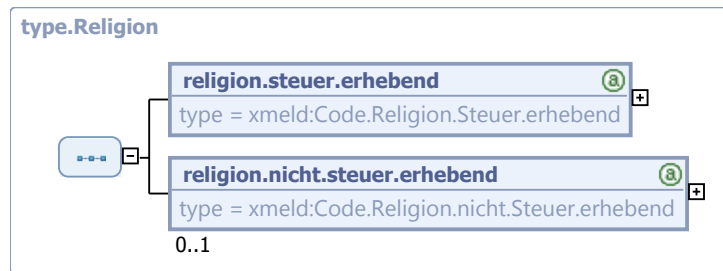 type.Religion
religion.steuer.erhebend
type = xmeld:Code.Religion.Steuer.erhebend
religion.nicht.steuer.erhebend
type = xmeld:Code.Religion.nicht.Steuer.erhebend
0..1